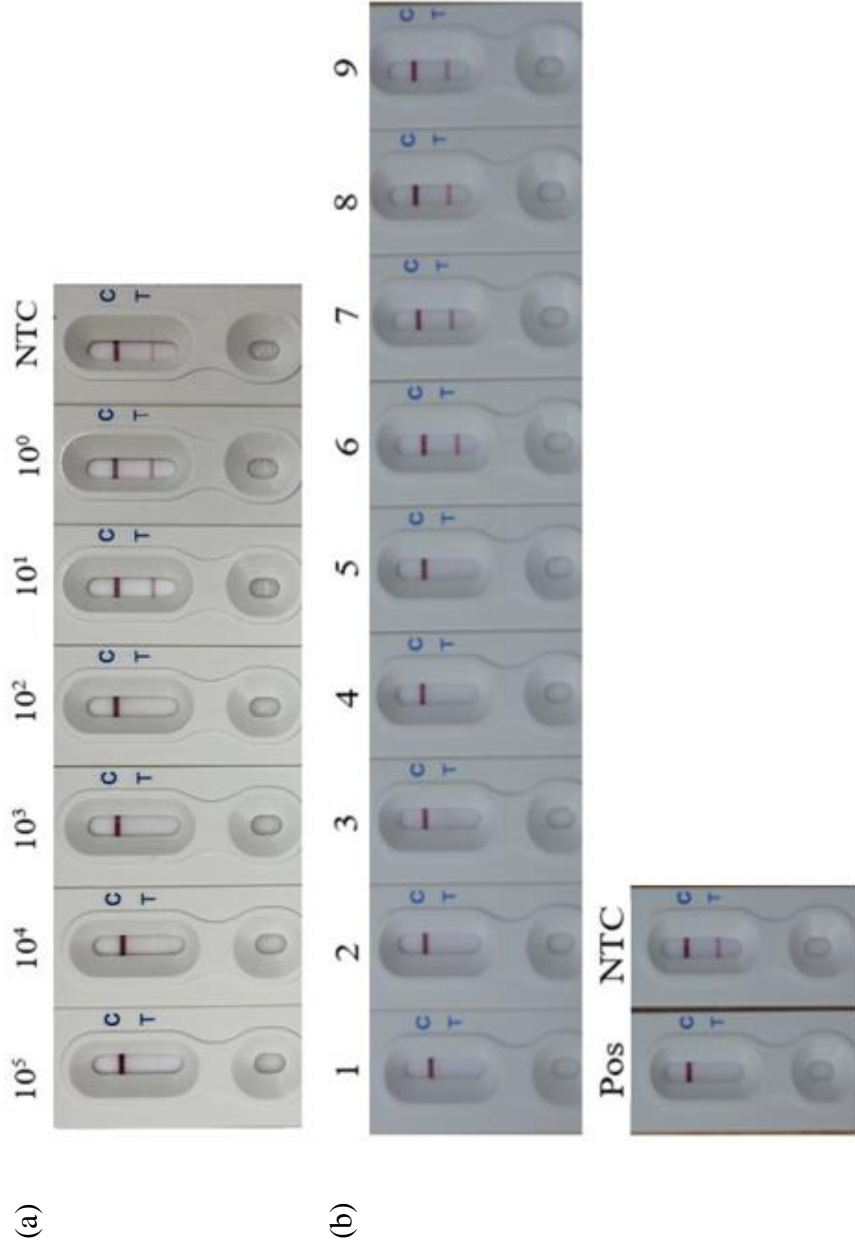 (a)
10⁵ 10⁴ 10³ 10² 10¹ 10⁰ NTC
C C C C C C C
T T T T T T T
(b)
1 2 3 4 5 6 7 8 9
C C C C C C C C C
T T T T T T T T T
Pos NTC
C C
T T